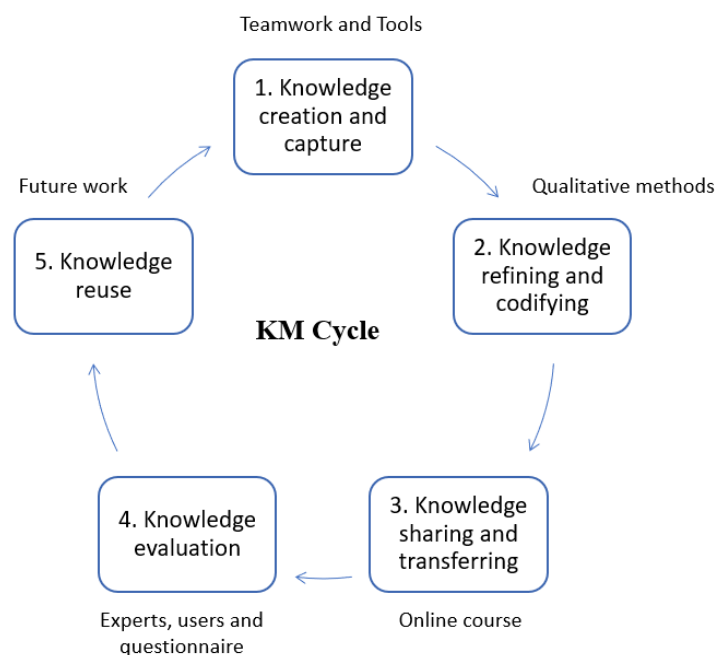 Teamwork and Tools
1. Knowledge
creation and
capture
Future work
Qualitative methods
5. Knowledge
reuse
2. Knowledge
refining and
codifying
KM Cycle
4. Knowledge
evaluation
3. Knowledge
sharing and
transferring
Experts, users and
questionnaire
Online course